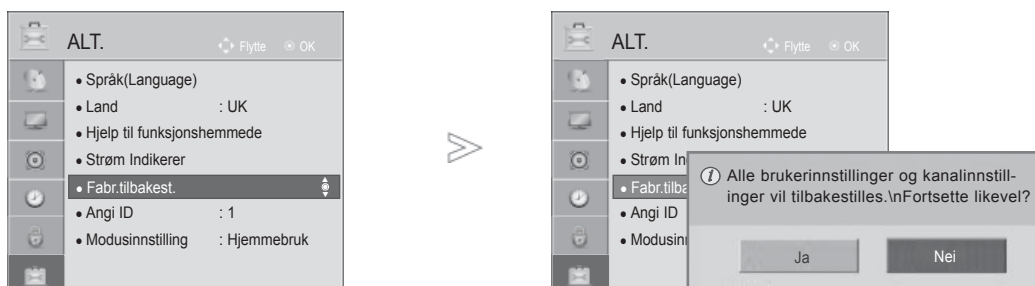 ALT.
Flytte
OK
• Språk(Language)
• Land : UK
• Hjelp til funksjonshemmede
• Strøm Indikerer
• Fabr.tilbakest.
• Angi ID : 1
• Modusinnstilling : Hjemmebruk
ALT.
Flytte
OK
• Språk(Language)
• Land : UK
• Hjelp til funksjonshemmede
• Strøm In
• Fabr.tilba
• Angi ID
• Modusin
Alle brukerinnstillinger og kanalinnstill-
inger vil tilbakestilles.\nFortsette likevel?
Ja
Nei